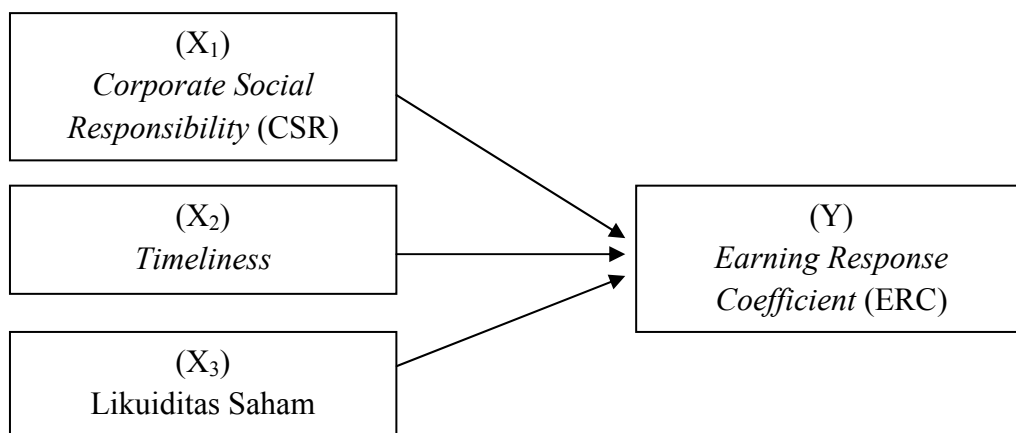 (X₁)
Corporate Social
Responsibility (CSR)
(X₂)
Timeliness
(X₃)
Likuiditas Saham
(Y)
Earning Response
Coefficient (ERC)